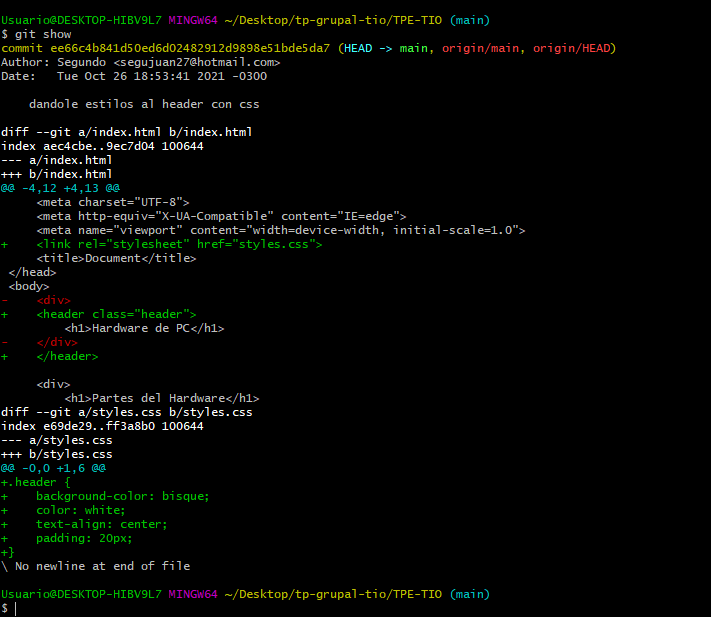 Usuario@DESKTOP-HIBV9L7 MINGW64 ~/Desktop/tp-grupal-tio/TPE-TIO (main)
$ git show
commit ee66c4b841d50ed6d02482912d9898e51bde5da7 (HEAD -> main, origin/main, origin/HEAD)
Author: Segundo <segujuan27@hotmail.com>
Date:   Tue Oct 26 18:53:41 2021 -0300

    dandole estilos al header con css

diff --git a/index.html b/index.html
index aec4cbe..9ec7d04 100644
--- a/index.html
+++ b/index.html
@@ -4,12 +4,13 @@
     <meta charset="UTF-8">
     <meta http-equiv="X-UA-Compatible" content="IE=edge">
     <meta name="viewport" content="width=device-width, initial-scale=1.0">
+    <link rel="stylesheet" href="styles.css">
     <title>Document</title>
 </head>
 <body>
-    <div>
+    <header class="header">
         <h1>Hardware de PC</h1>
-    </div>
+    </header>

     <div>
         <h1>Partes del Hardware</h1>
diff --git a/styles.css b/styles.css
index e69de29..ff3a8b0 100644
--- a/styles.css
+++ b/styles.css
@@ -0,0 +1,6 @@
+.header {
+    background-color: bisque;
+    color: white;
+    text-align: center;
+    padding: 20px;
+}
\ No newline at end of file

Usuario@DESKTOP-HIBV9L7 MINGW64 ~/Desktop/tp-grupal-tio/TPE-TIO (main)
$